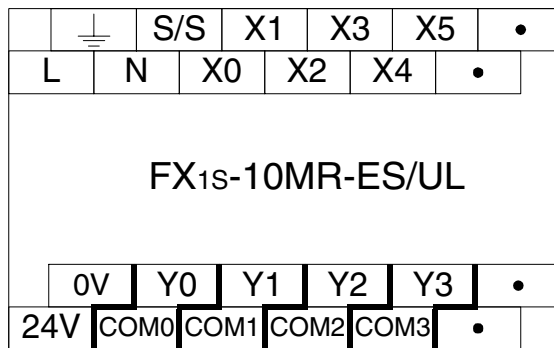 ⏚ S/S X1 X3 X5 •
L N X0 X2 X4 •
FX1S-10MR-ES/UL
0V Y0 Y1 Y2 Y3 •
24V COM0 COM1 COM2 COM3 •